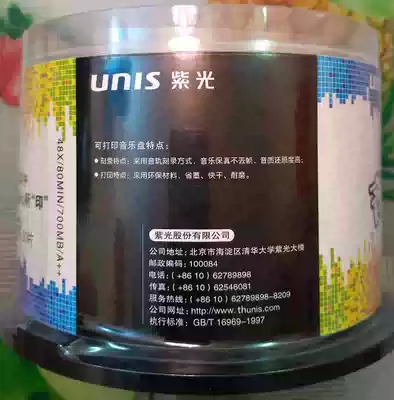 UNIS 紫光
可打印音乐盘特点：
刻录特点：采用音轨刻录方式、音乐保真不丢帧、音质还原度高；
打印特点：采用环保材料、省墨、快干、耐磨。
紫光股份有限公司
公司地址：北京市海淀区清华大学紫光大楼
邮政编码：100084
电话：(+86 10) 62789898
传真：(+86 10) 62546081
服务热线：(+86 10) 62789898-8209
公司网址：http://www.thunis.com
执行标准：GB/T 16969-1997
48X/80MIN/700MB/A++
"印"
片
UN